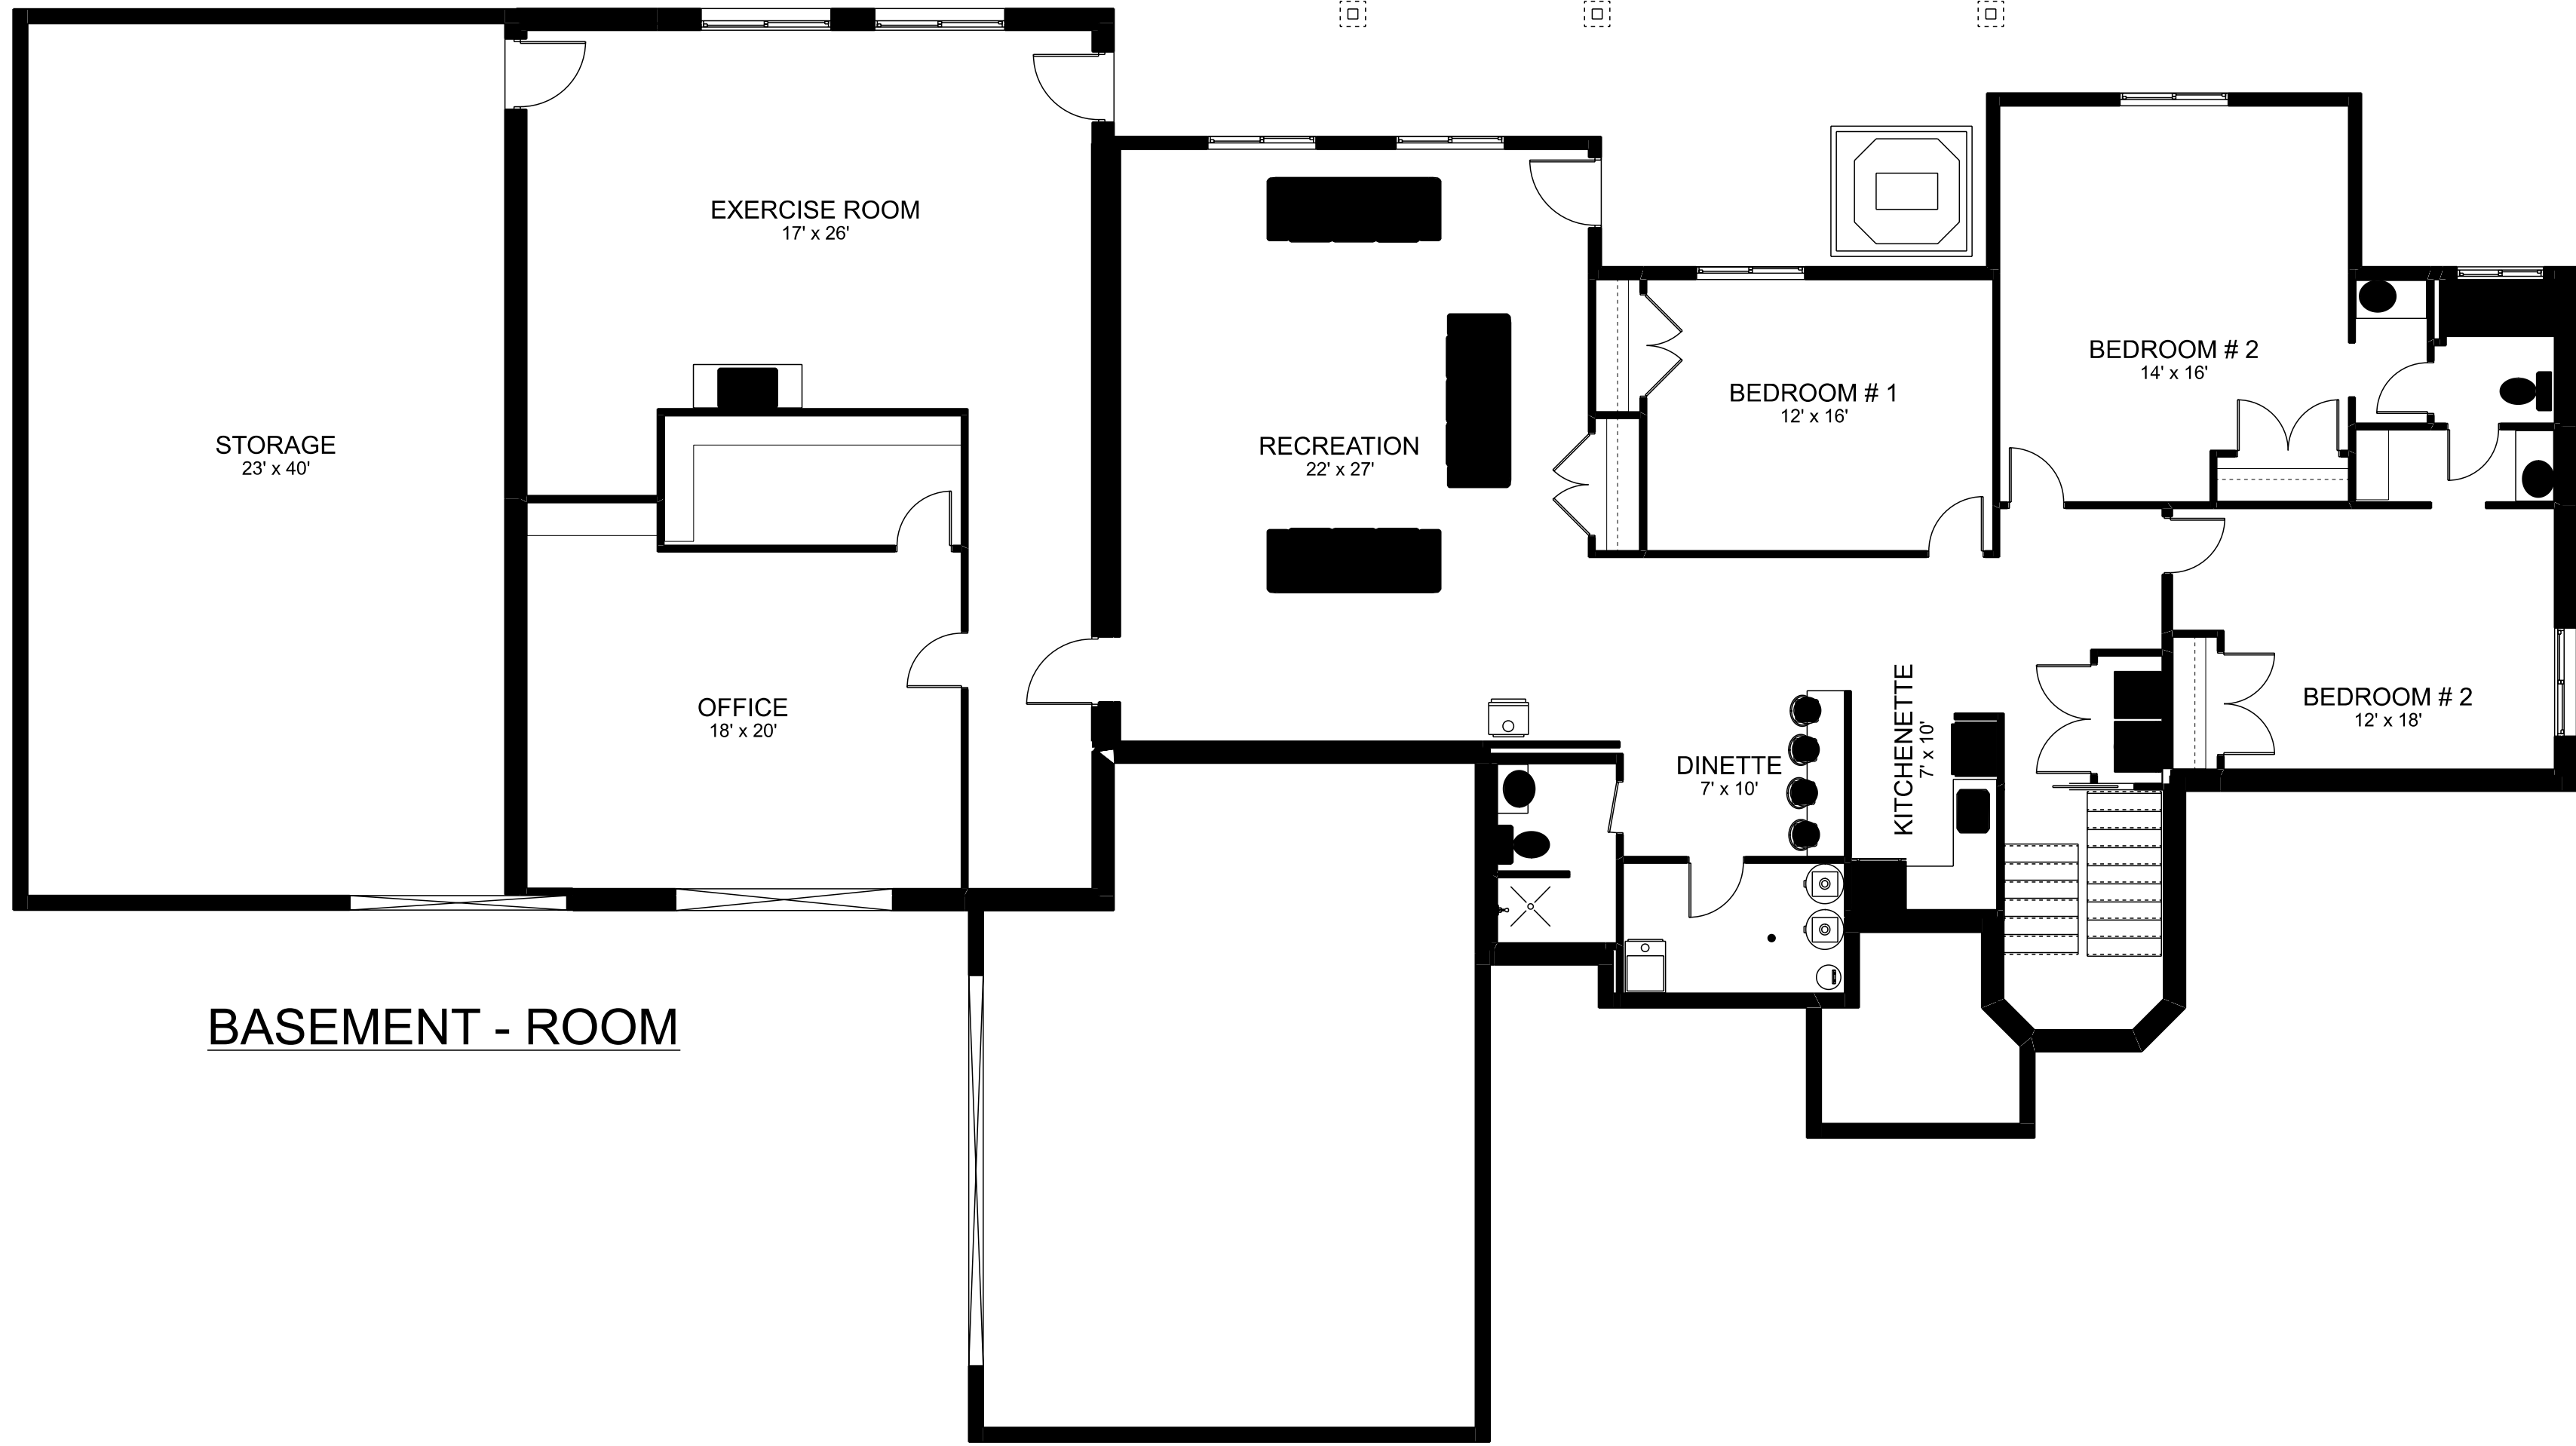 EXERCISE ROOM
17' x 26'
STORAGE
23' x 40'
RECREATION
22' x 27'
BEDROOM # 1
12' x 16'
BEDROOM # 2
14' x 16'
OFFICE
18' x 20'
DINETTE
7' x 10'
KITCHENETTE
7' x 10'
BEDROOM # 2
12' x 18'
BASEMENT - ROOM